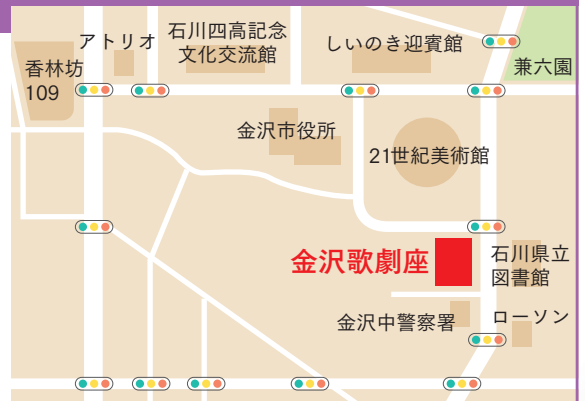 アトリオ
石川四高記念
文化交流館
しいのき迎賓館
兼六園
香林坊
109
金沢市役所
21世紀美術館
金沢歌劇座
石川県立
図書館
金沢中警察署
ローソン